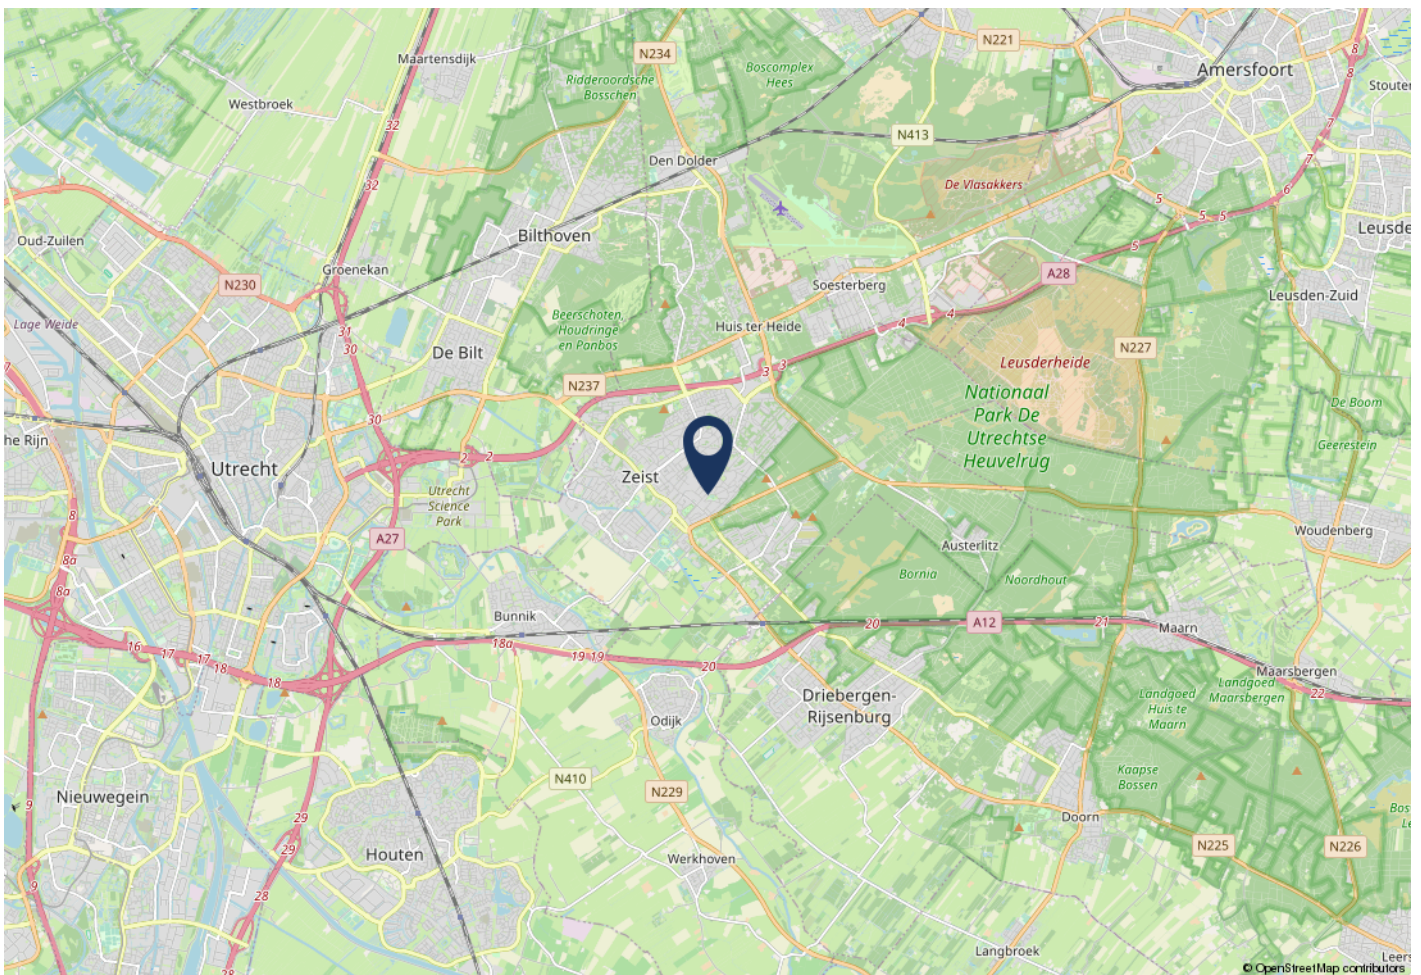 N221
N234
Maartensdijk
Amersfoort
8
8
Boscomplex
Hees
Ridderoordsche
Bosschen
Westbroek
32
N413
7
7
Den Dolder
32
De Vlasakkers
6
5
5
5
5
Oud-Zuilen
Bilthoven
Groenekan
N230
A28
Soesterberg
Leusden-Zuid
Lage Weide
31
30
Beerschoten,
Houdringe
en Panbos
Huis ter Heide
4
4
De Bilt
N227
3
3
Leusderheide
7
N237
Nationaal
Park De
Utrechtse
Heuvelrug
De Boom
30
Geerestein
he Rijn
2
2
Utrecht
Zeist
Utrecht
Science
Park
8
A27
Woudenberg
Austerlitz
8a
8a
Bornia
Noordhout
Bunnik
20
A12
21
Maarn
16
17
17
18
18
18a
19
19
20
Maarsbergen
22
Landgoed
Maarsbergen
Landgoed
Huis te
Maarn
Driebergen-
Rijsenburg
Odijk
Kaapse
Bossen
N410
N229
Nieuwegein
9
29
Doorn
29
Houten
N225
N226
Werkhoven
9
28
Langbroek
28
© OpenStreetMap contributors